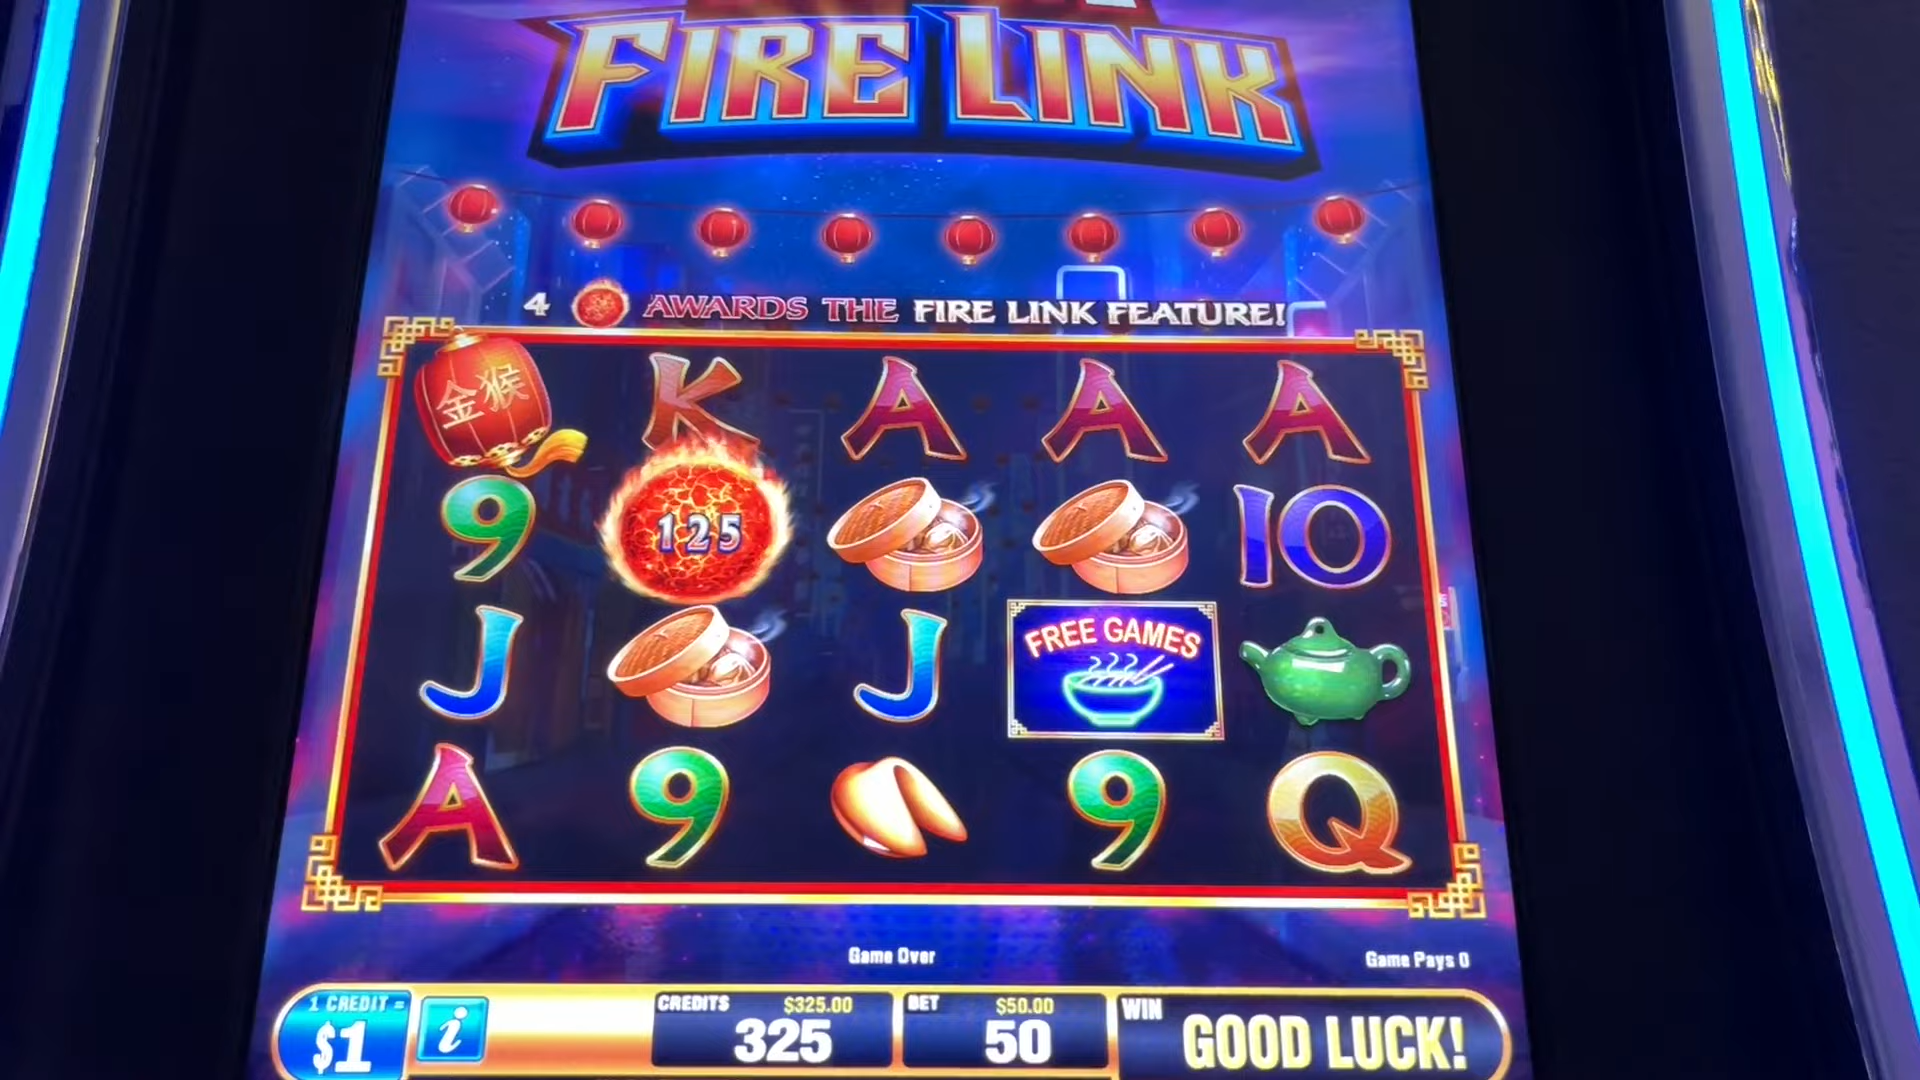 FIRE LINK
4 AWARDS THE FIRE LINK FEATURE!
金猴 K A A A
9 125 10
J J FREE GAMES
A 9 9 Q
Game Over
Game Pays 0
1 CREDIT =
$1
i
CREDITS $325.00
325
BET $50.00
50
WIN
GOOD LUCK!